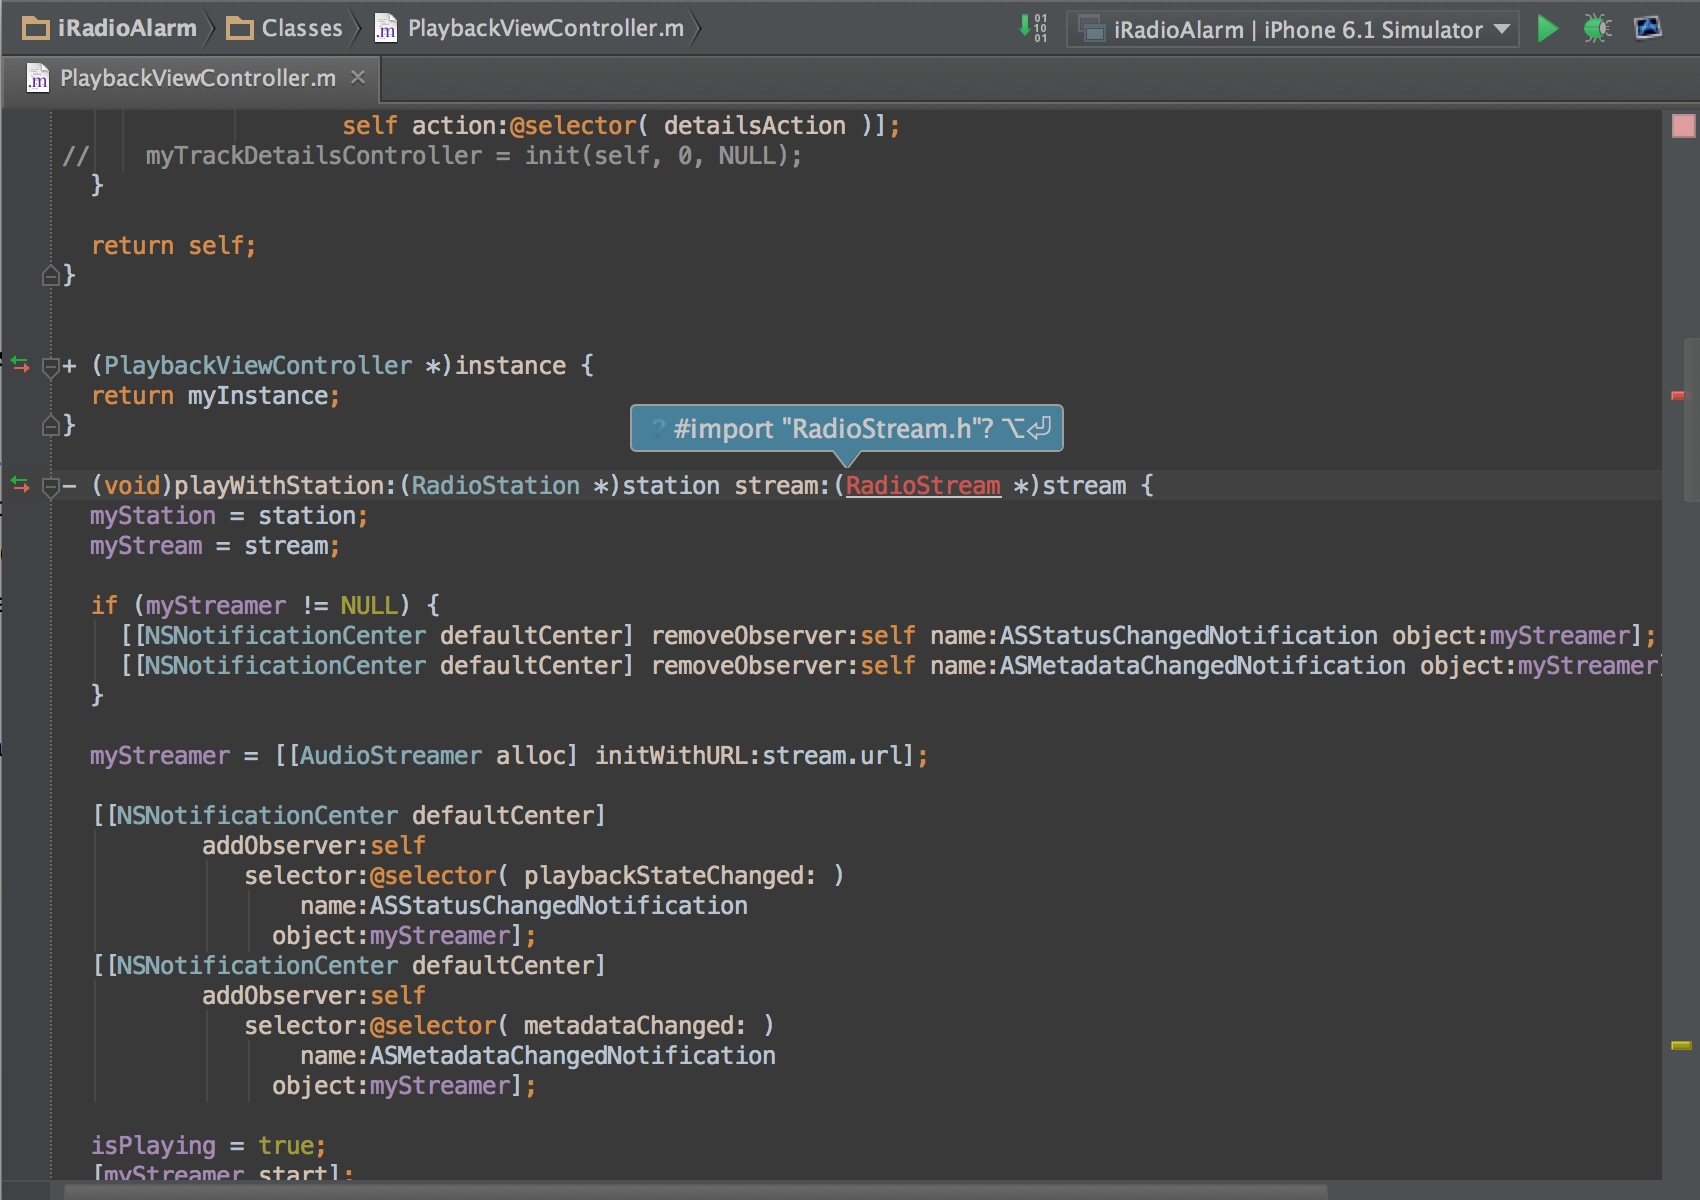 iRadioAlarm Classes PlaybackViewController.m iRadioAlarm | iPhone 6.1 Simulator
PlaybackViewController.m ×
self action:@selector( detailsAction )];
// myTrackDetailsController = init(self, 0, NULL);
}
return self;
}
+ (PlaybackViewController *)instance {
return myInstance;
}
? #import "RadioStream.h"? ⌥⏎
- (void)playWithStation:(RadioStation *)station stream:(RadioStream *)stream {
myStation = station;
myStream = stream;
if (myStreamer != NULL) {
[[NSNotificationCenter defaultCenter] removeObserver:self name:ASStatusChangedNotification object:myStreamer];
[[NSNotificationCenter defaultCenter] removeObserver:self name:ASMetadataChangedNotification object:myStreamer]
}
myStreamer = [[AudioStreamer alloc] initWithURL:stream.url];
[[NSNotificationCenter defaultCenter]
addObserver:self
selector:@selector( playbackStateChanged: )
name:ASStatusChangedNotification
object:myStreamer];
[[NSNotificationCenter defaultCenter]
addObserver:self
selector:@selector( metadataChanged: )
name:ASMetadataChangedNotification
object:myStreamer];
isPlaying = true;
[myStreamer start];